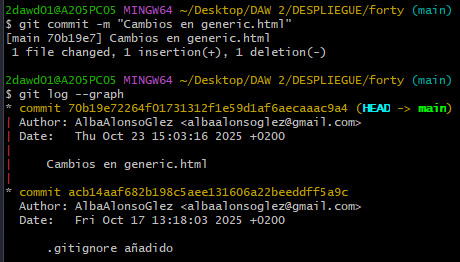 2dawd01@A205PC05 MINGW64 ~/Desktop/DAW 2/DESPLIEGUE/forty (main)
$ git commit -m "Cambios en generic.html"
[main 70b19e7] Cambios en generic.html
 1 file changed, 1 insertion(+), 1 deletion(-)

2dawd01@A205PC05 MINGW64 ~/Desktop/DAW 2/DESPLIEGUE/forty (main)
$ git log --graph
* commit 70b19e72264f01731312f1e59d1af6aecaaac9a4 (HEAD -> main)
| Author: AlbaAlonsoGlez <albaalonsoglez@gmail.com>
| Date:   Thu Oct 23 15:03:16 2025 +0200
|
|     Cambios en generic.html
|
* commit acb14aaf682b198c5aee131606a22beeddff5a9c
  Author: AlbaAlonsoGlez <albaalonsoglez@gmail.com>
  Date:   Fri Oct 17 13:18:03 2025 +0200

      .gitignore añadido